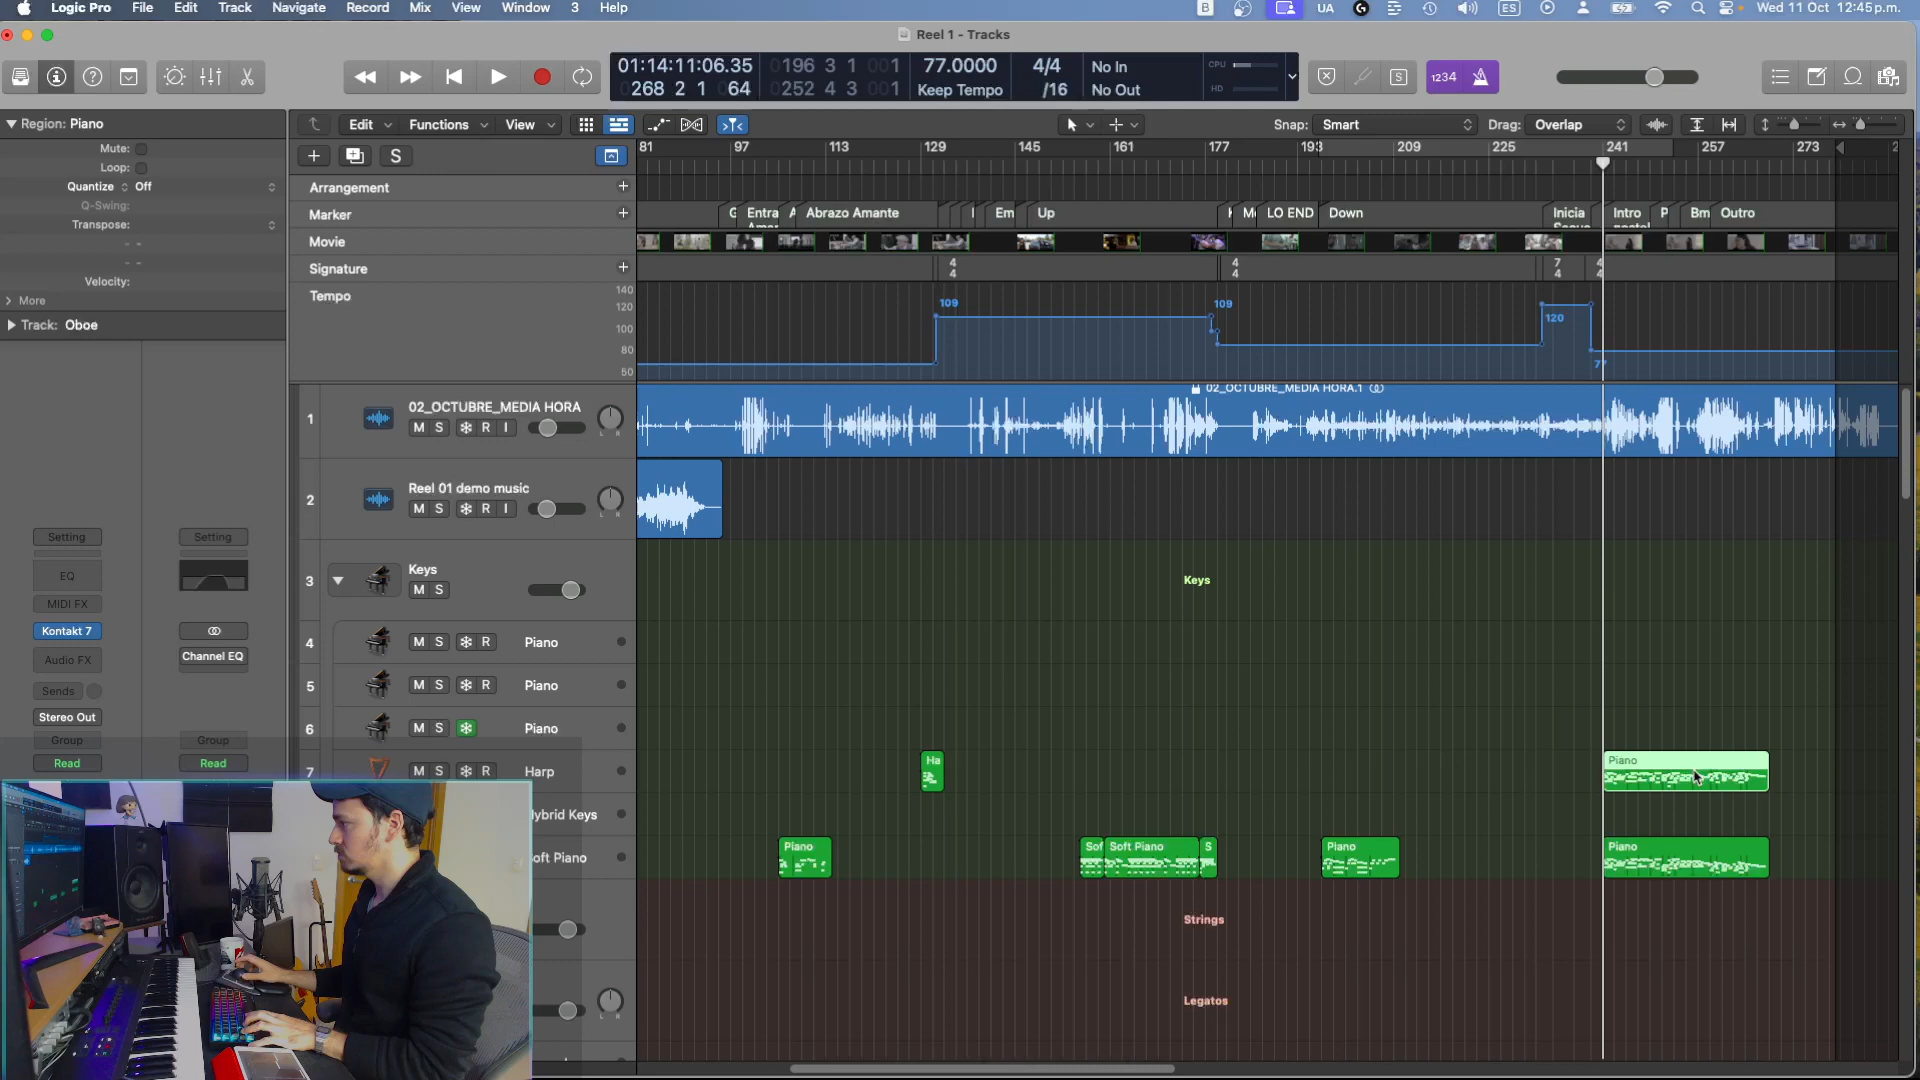 Logic Pro File Edit Track Navigate Record Mix View Window 3 Help
B UA ES Wed 11 Oct 12:45 p.m.
Reel 1 - Tracks
01:14:11:06.35 0196 3 1 001 77.0000 4/4 No In CPU
268 2 1 064 0252 4 3 001 Keep Tempo /16 No Out HD
S 1234
Region: Piano
Mute:
Loop:
Quantize Off
Q-Swing:
Transpose:
Velocity:
More
Track: Oboe
Setting Setting
EQ
MIDI FX
Kontakt 7
Audio FX Channel EQ
Sends
Stereo Out
Group Group
Read Read
Edit Functions View
Snap: Smart Drag: Overlap
S
81 97 113 129 145 161 177 193 209 225 241 257 273
Arrangement
Marker
Entra Abrazo Amante Em Up LO END Down Inicia Intro P Bm Outro
Movie
Signature
4 4 7 4
4 4 4 4
Tempo
140
120
100
80
50
109 109 120 77
1 02_OCTUBRE_MEDIA HORA
M S R I
02_OCTUBRE_MEDIA HORA.1
2 Reel 01 demo music
M S R I
3 Keys
M S
Keys
4 M S R Piano
5 M S R Piano
6 M S Piano
7 M S R Harp
Ha Piano
Hybrid Keys
Soft Piano
Piano Sof Soft Piano S Piano Piano
Strings
Legatos